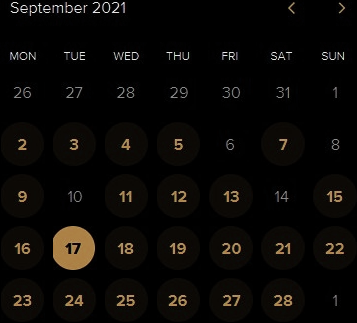 September 2021
MON TUE WED THU FRI SAT SUN
26 27 28 29 30 31 1
2 3 4 5 6 7 8
9 10 11 12 13 14 15
16 17 18 19 20 21 22
23 24 25 26 27 28 1